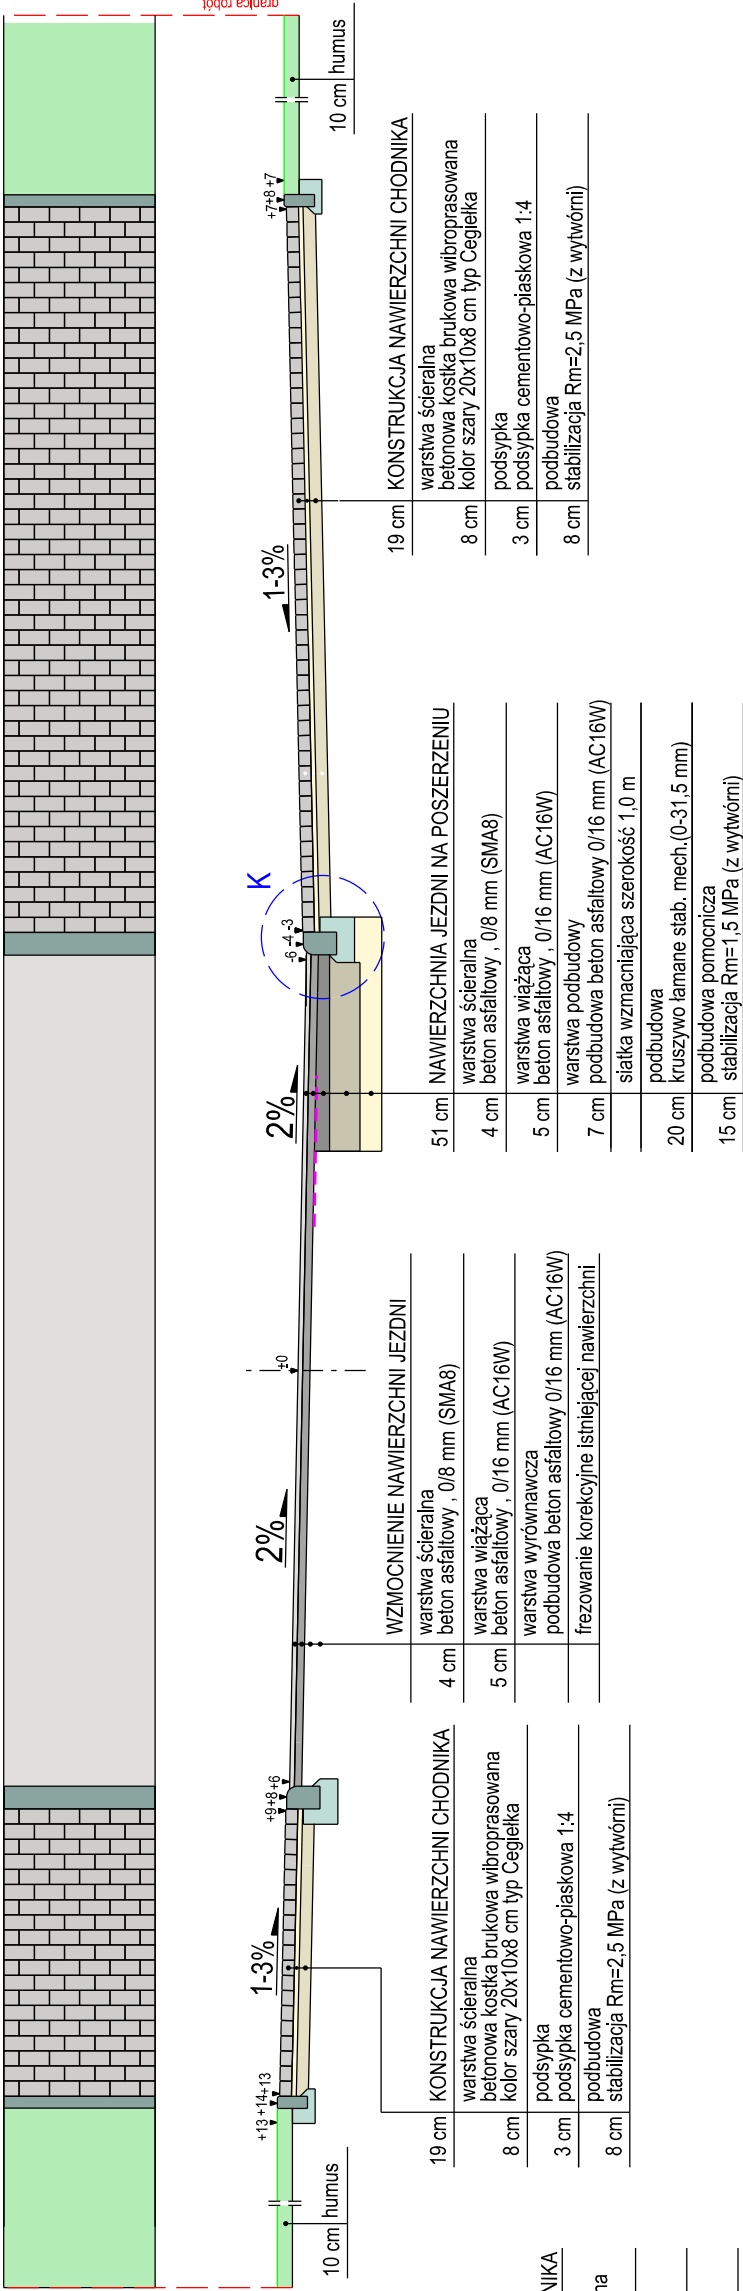 granica robót
10 cm humus
+7+8 +7
19 cm KONSTRUKCJA NAWIERZCHNI CHODNIKA
warstwa ścieralna
betonowa kostka brukowa wibroprasowana
8 cm kolor szary 20x10x8 cm typ Cegiełka
podsypka
3 cm podsypka cementowo-piaskowa 1:4
podbudowa
8 cm stabilizacja Rm=2,5 MPa (z wytwórni)
1-3%
K
-6 -4 -3
2%
51 cm NAWIERZCHNIA JEZDNI NA POSZERZENIU
warstwa ścieralna
4 cm beton asfaltowy , 0/8 mm (SMA8)
warstwa wiążąca
5 cm beton asfaltowy , 0/16 mm (AC16W)
warstwa podbudowy
7 cm podbudowa beton asfaltowy 0/16 mm (AC16W)
siatka wzmacniająca szerokość 1,0 m
podbudowa
20 cm kruszywo łamane stab. mech.(0-31,5 mm)
podbudowa pomocnicza
15 cm stabilizacja Rm=1,5 MPa (z wytwórni)
±0
2%
WZMOCNIENIE NAWIERZCHNI JEZDNI
warstwa ścieralna
4 cm beton asfaltowy , 0/8 mm (SMA8)
warstwa wiążąca
5 cm beton asfaltowy , 0/16 mm (AC16W)
warstwa wyrównawcza
podbudowa beton asfaltowy 0/16 mm (AC16W)
frezowanie korekcyjne istniejącej nawierzchni
+9+8+6
1-3%
19 cm KONSTRUKCJA NAWIERZCHNI CHODNIKA
warstwa ścieralna
betonowa kostka brukowa wibroprasowana
8 cm kolor szary 20x10x8 cm typ Cegiełka
podsypka
3 cm podsypka cementowo-piaskowa 1:4
podbudowa
8 cm stabilizacja Rm=2,5 MPa (z wytwórni)
+13 +14+13
10 cm humus
NIKA
na